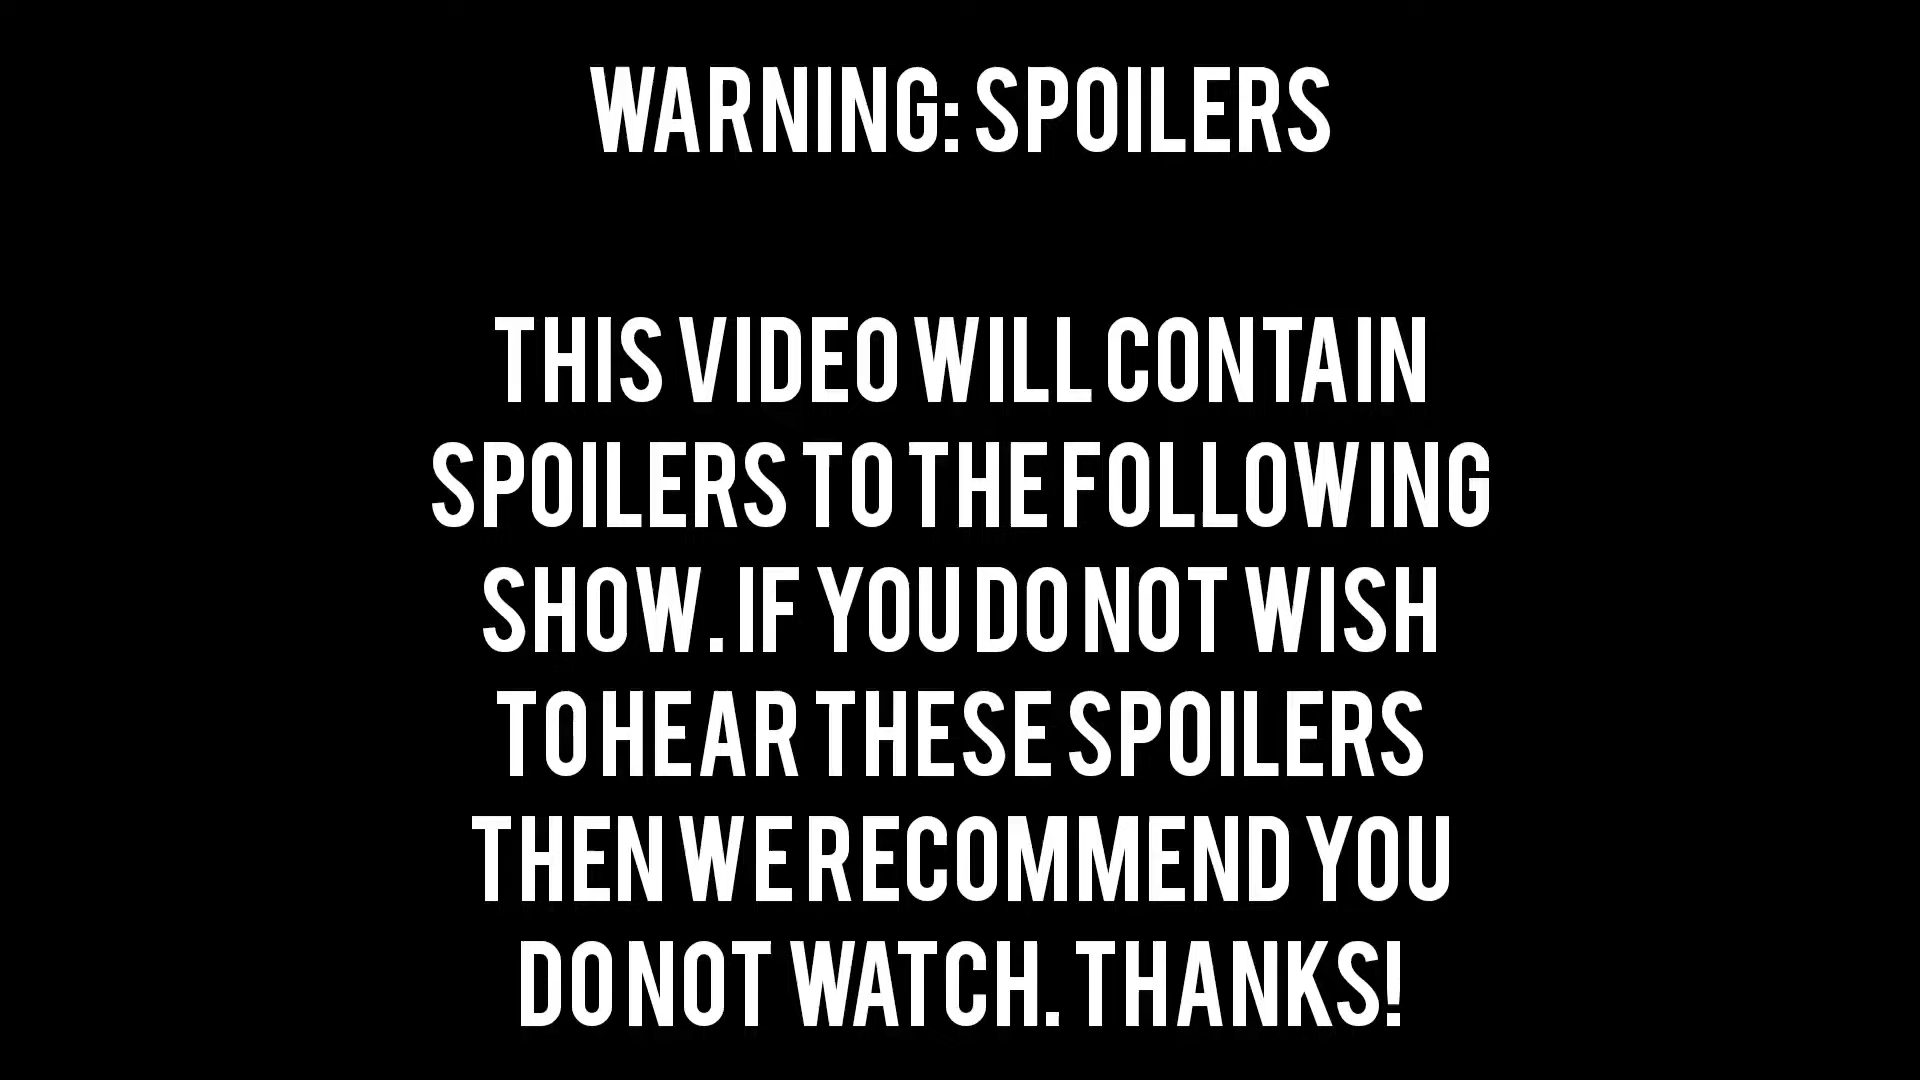 WARNING: SPOILERS
THIS VIDEO WILL CONTAIN
SPOILERS TO THE FOLLOWING
SHOW. IF YOU DO NOT WISH
TO HEAR THESE SPOILERS
THEN WE RECOMMEND YOU
DO NOT WATCH. THANKS!